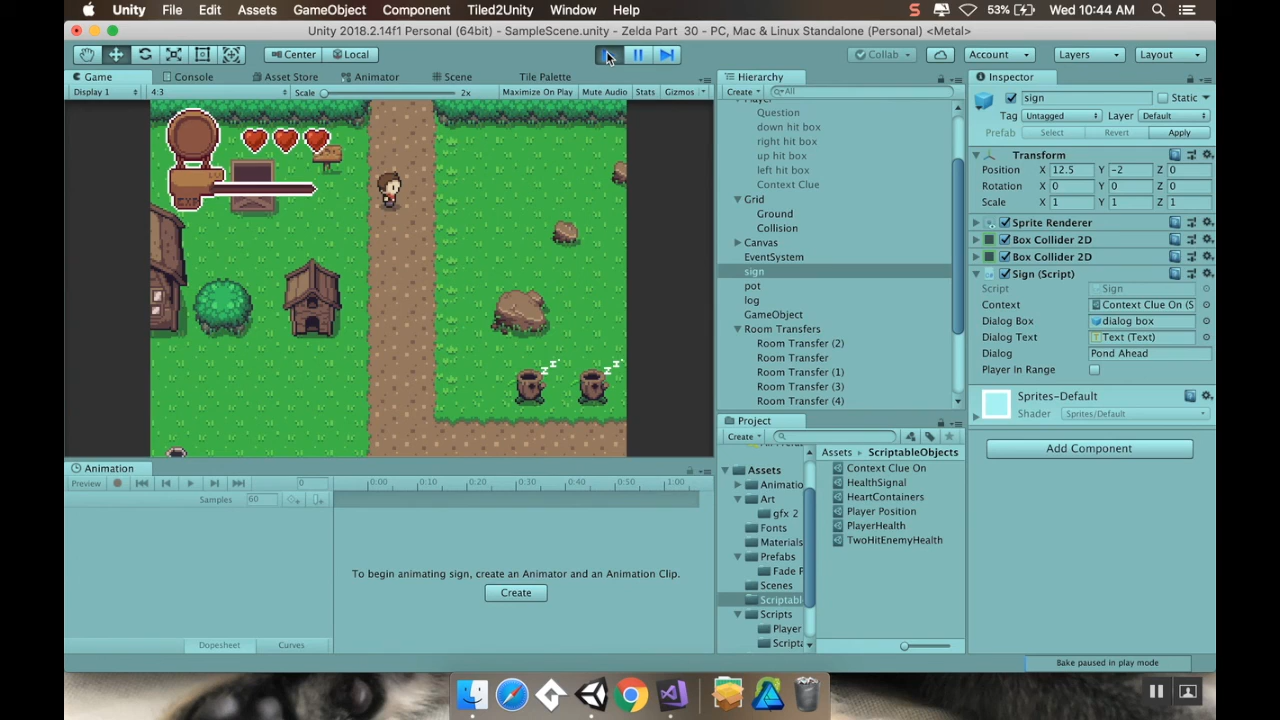 Unity File Edit Assets GameObject Component Tiled2Unity Window Help 53% Wed 10:44 AM
Unity 2018.2.14f1 Personal (64bit) - SampleScene.unity - Zelda Part 30 - PC, Mac & Linux Standalone (Personal) <Metal>
Center Local Collab Account Layers Layout
Game Console Asset Store Animator Scene Tile Palette
Display 1 4:3 Scale 2x Maximize On Play Mute Audio Stats Gizmos
EXP
z z z z
Hierarchy
Create All
Player
Question
down hit box
right hit box
up hit box
left hit box
Context Clue
Grid
Ground
Collision
Canvas
EventSystem
sign
pot
log
GameObject
Room Transfers
Room Transfer (2)
Room Transfer
Room Transfer (1)
Room Transfer (3)
Room Transfer (4)
Inspector
sign Static
Tag Untagged Layer Default
Prefab Select Revert Apply
Transform
Position X 12.5 Y -2 Z 0
Rotation X 0 Y 0 Z 0
Scale X 1 Y 1 Z 1
Sprite Renderer
Box Collider 2D
Box Collider 2D
Sign (Script)
Script Sign
Context Context Clue On (S
Dialog Box dialog box
Dialog Text Text (Text)
Dialog Pond Ahead
Player In Range
Sprites-Default
Shader Sprites/Default
Add Component
Project
Create
Assets
Animatio
Art
gfx 2
Fonts
Materials
Prefabs
Fade P
Scenes
Scriptabl
Scripts
Player
Scripta
Assets ScriptableObjects
Context Clue On
HealthSignal
HeartContainers
Player Position
PlayerHealth
TwoHitEnemyHealth
Animation
Preview 0 0:00 0:10 0:20 0:30 0:40 0:50 1:00
Samples 60
To begin animating sign, create an Animator and an Animation Clip.
Create
Dopesheet Curves
Bake paused in play mode